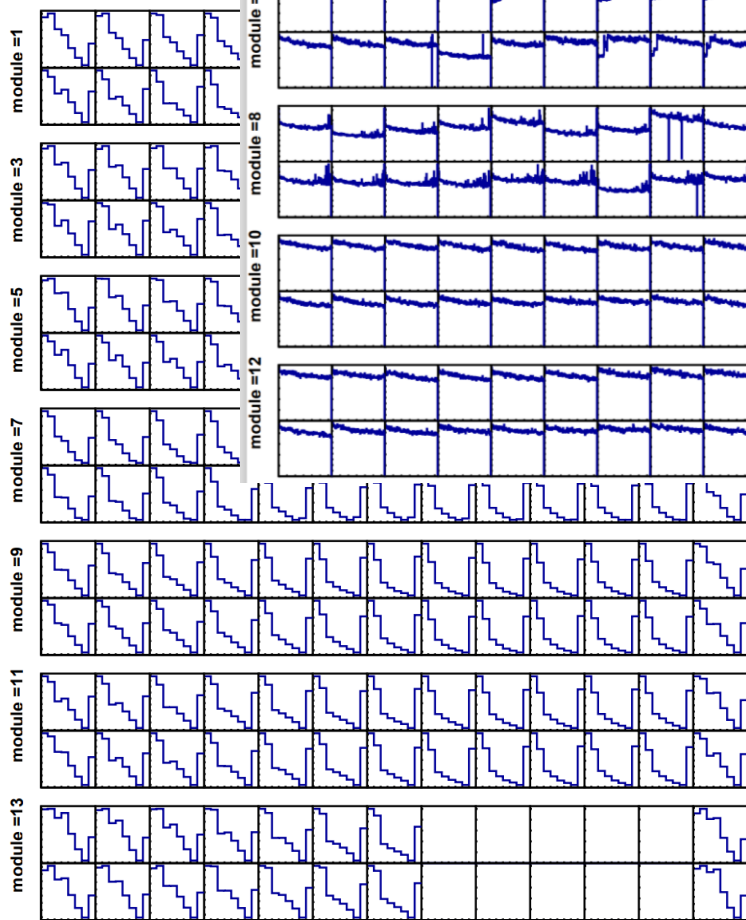 module =1
module =3
module =5
module =7
module =9
module =11
module =13
module =
module =8
module =10
module =12